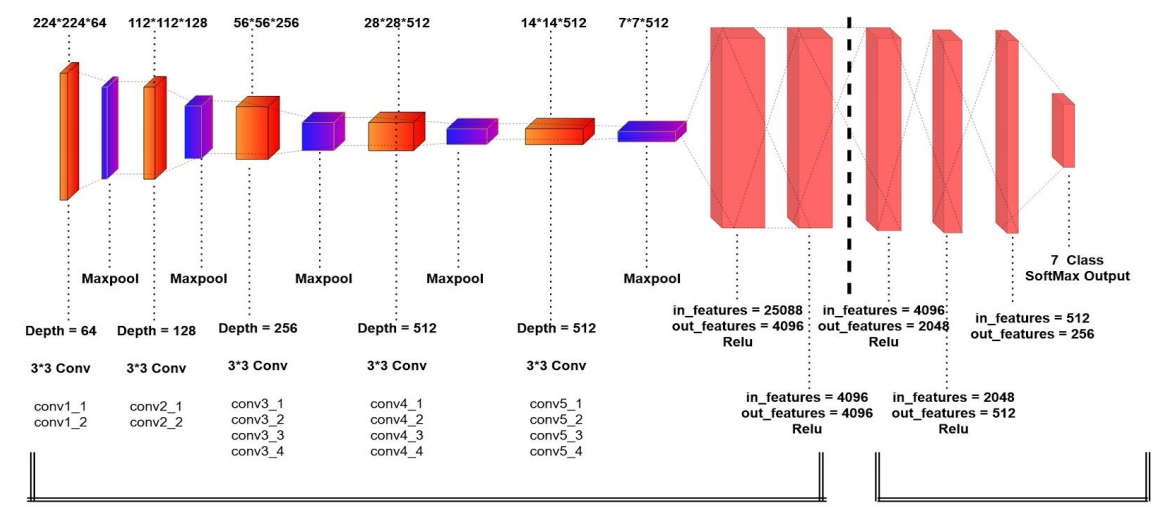 224*224*64
112*112*128
56*56*256
28*28*512
14*14*512
7*7*512
Maxpool
Maxpool
Maxpool
Maxpool
Maxpool
7 Class
SoftMax Output
Depth = 64
3*3 Conv
conv1_1
conv1_2
Depth = 128
3*3 Conv
conv2_1
conv2_2
Depth = 256
3*3 Conv
conv3_1
conv3_2
conv3_3
conv3_4
Depth = 512
3*3 Conv
conv4_1
conv4_2
conv4_3
conv4_4
Depth = 512
3*3 Conv
conv5_1
conv5_2
conv5_3
conv5_4
in_features = 25088
out_features = 4096
Relu
in_features = 4096
out_features = 4096
Relu
in_features = 4096
out_features = 2048
Relu
in_features = 2048
out_features = 512
Relu
in_features = 512
out_features = 256